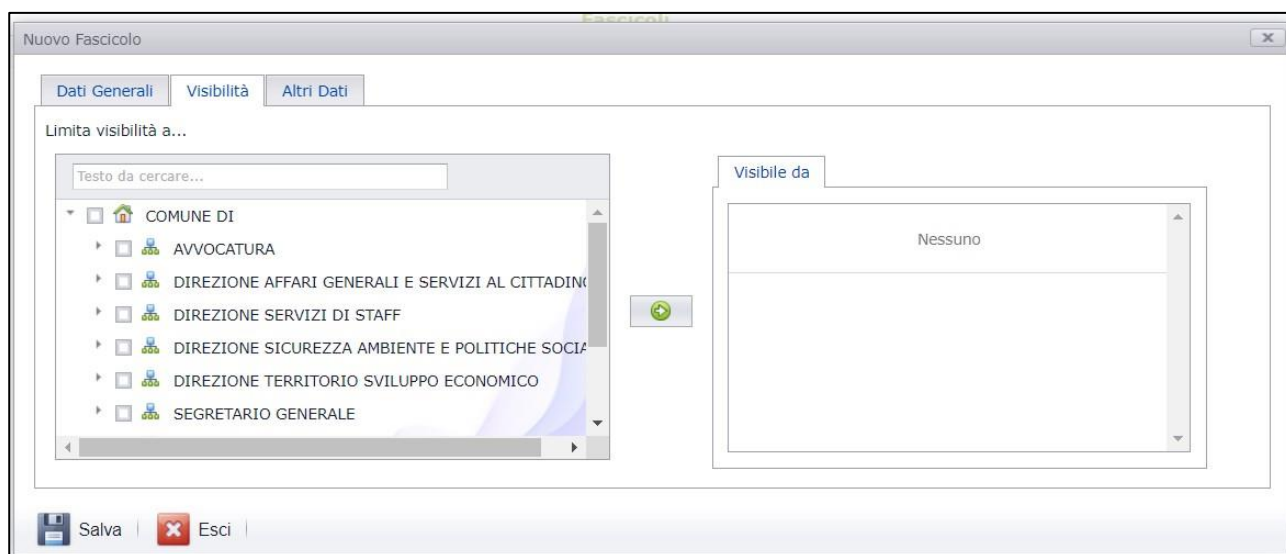 Fascicoli
Nuovo Fascicolo
Dati Generali
Visibilità
Altri Dati
Limita visibilità a...
Testo da cercare...
Visibile da
COMUNE DI
Nessuno
AVVOCATURA
DIREZIONE AFFARI GENERALI E SERVIZI AL CITTADINO
DIREZIONE SERVIZI DI STAFF
DIREZIONE SICUREZZA AMBIENTE E POLITICHE SOCIA
DIREZIONE TERRITORIO SVILUPPO ECONOMICO
SEGRETARIO GENERALE
Salva
Esci